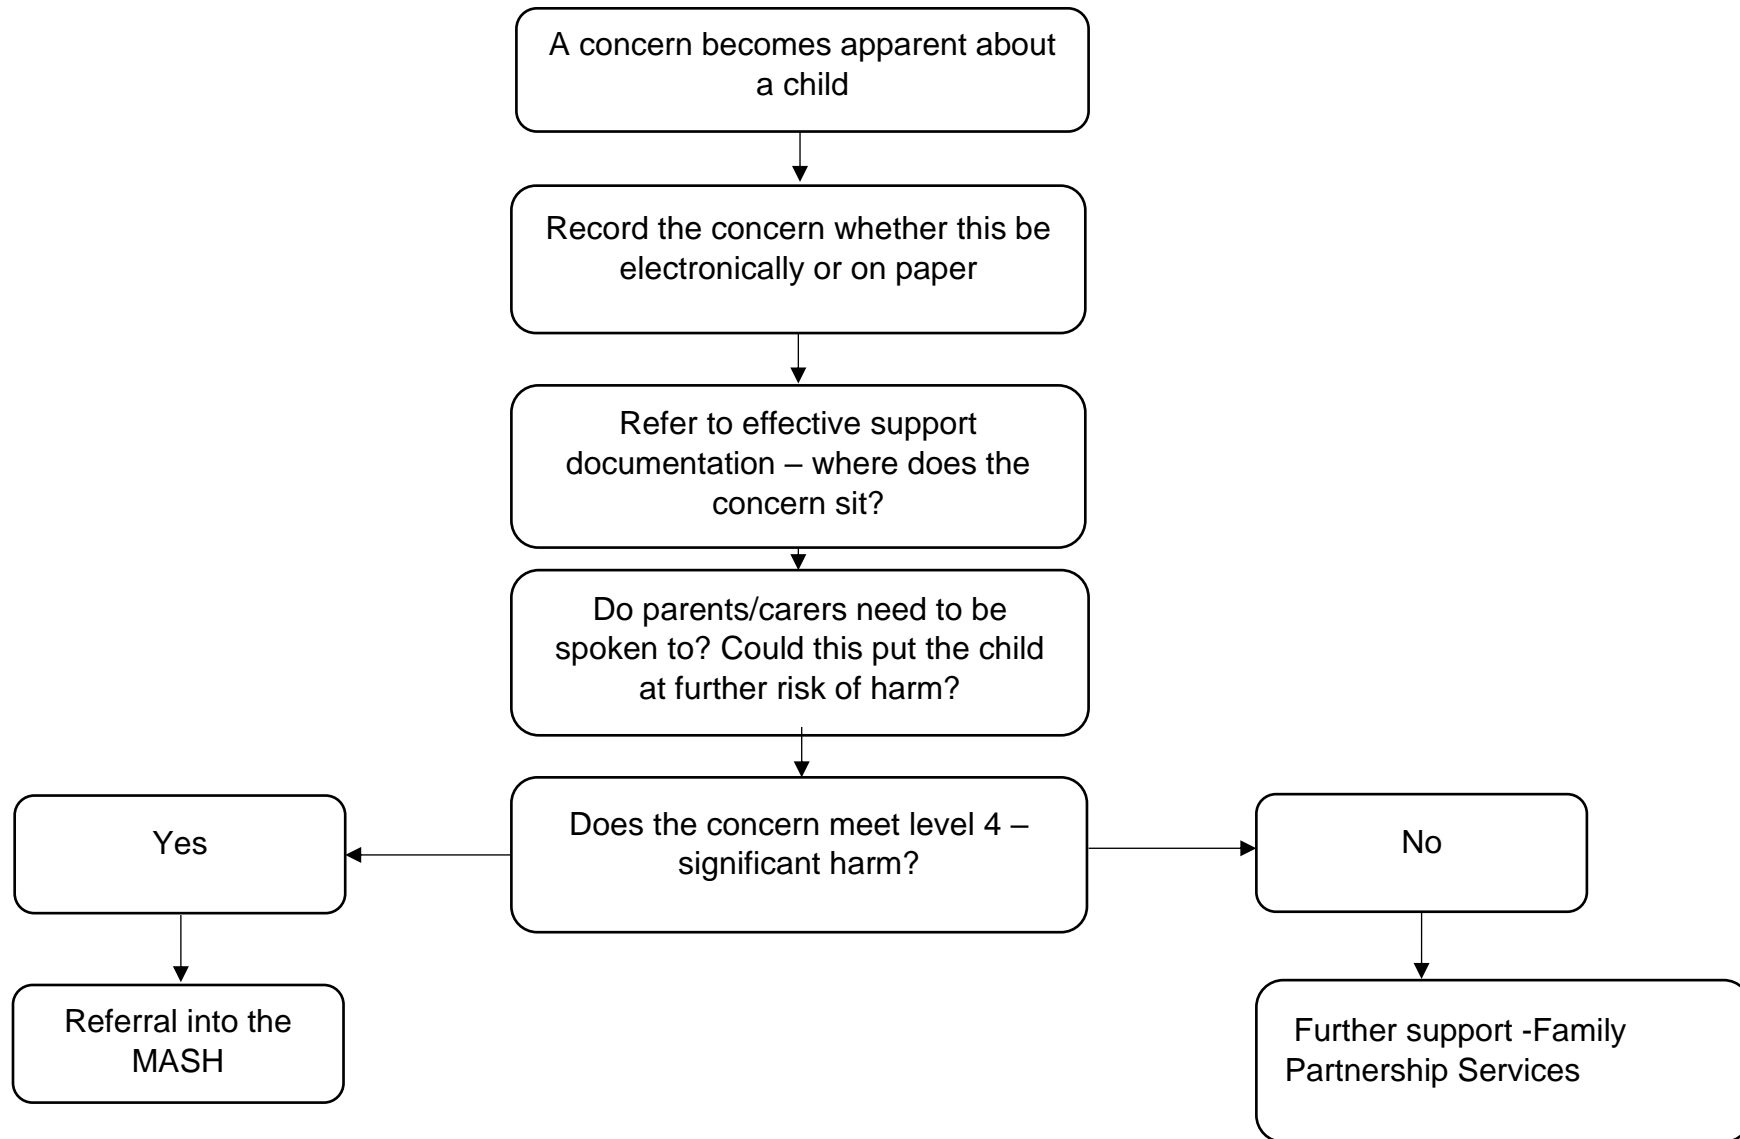 A concern becomes apparent about
a child
Record the concern whether this be
electronically or on paper
Refer to effective support
documentation – where does the
concern sit?
Do parents/carers need to be
spoken to? Could this put the child
at further risk of harm?
Does the concern meet level 4 –
significant harm?
Yes
No
Referral into the
MASH
Further support -Family
Partnership Services